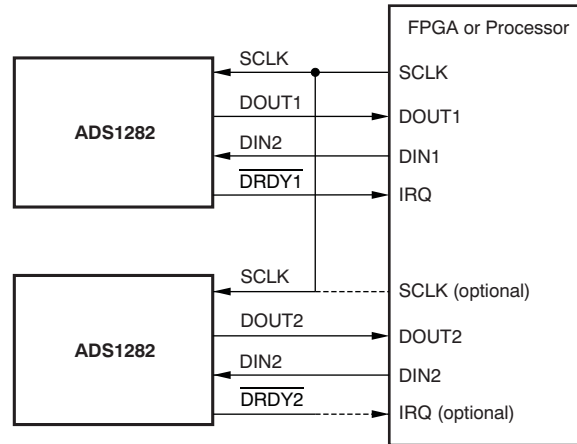 FPGA or Processor
SCLK
SCLK
DOUT1
DOUT1
ADS1282
DIN2
DIN1
DRDY1
IRQ
SCLK
SCLK (optional)
DOUT2
DOUT2
ADS1282
DIN2
DIN2
DRDY2
IRQ (optional)